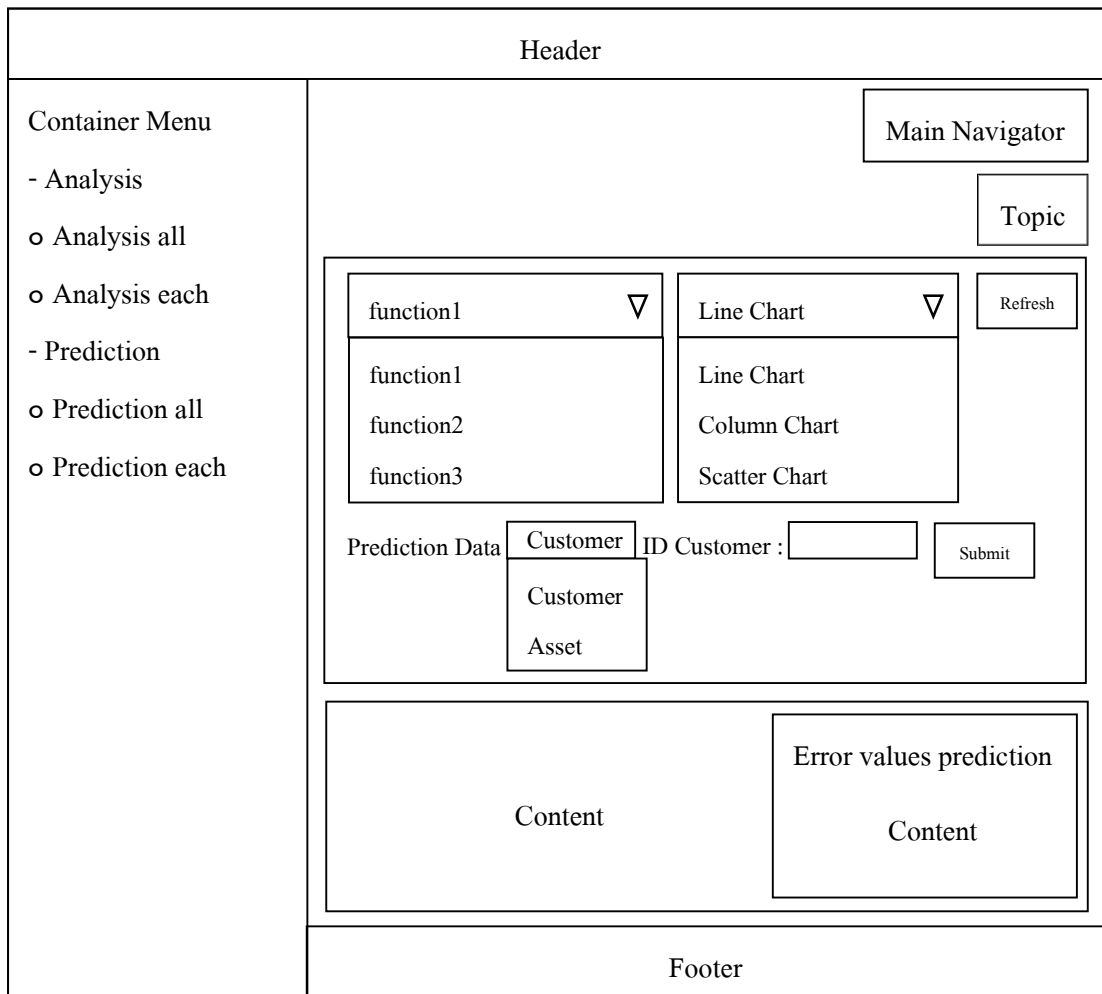 Header
Container Menu
- Analysis
o Analysis all
o Analysis each
- Prediction
o Prediction all
o Prediction each
Main Navigator
Topic
function1
Line Chart
Refresh
function1
function2
function3
Line Chart
Column Chart
Scatter Chart
Prediction Data Customer ID Customer : Submit
Customer
Asset
Content
Error values prediction
Content
Footer